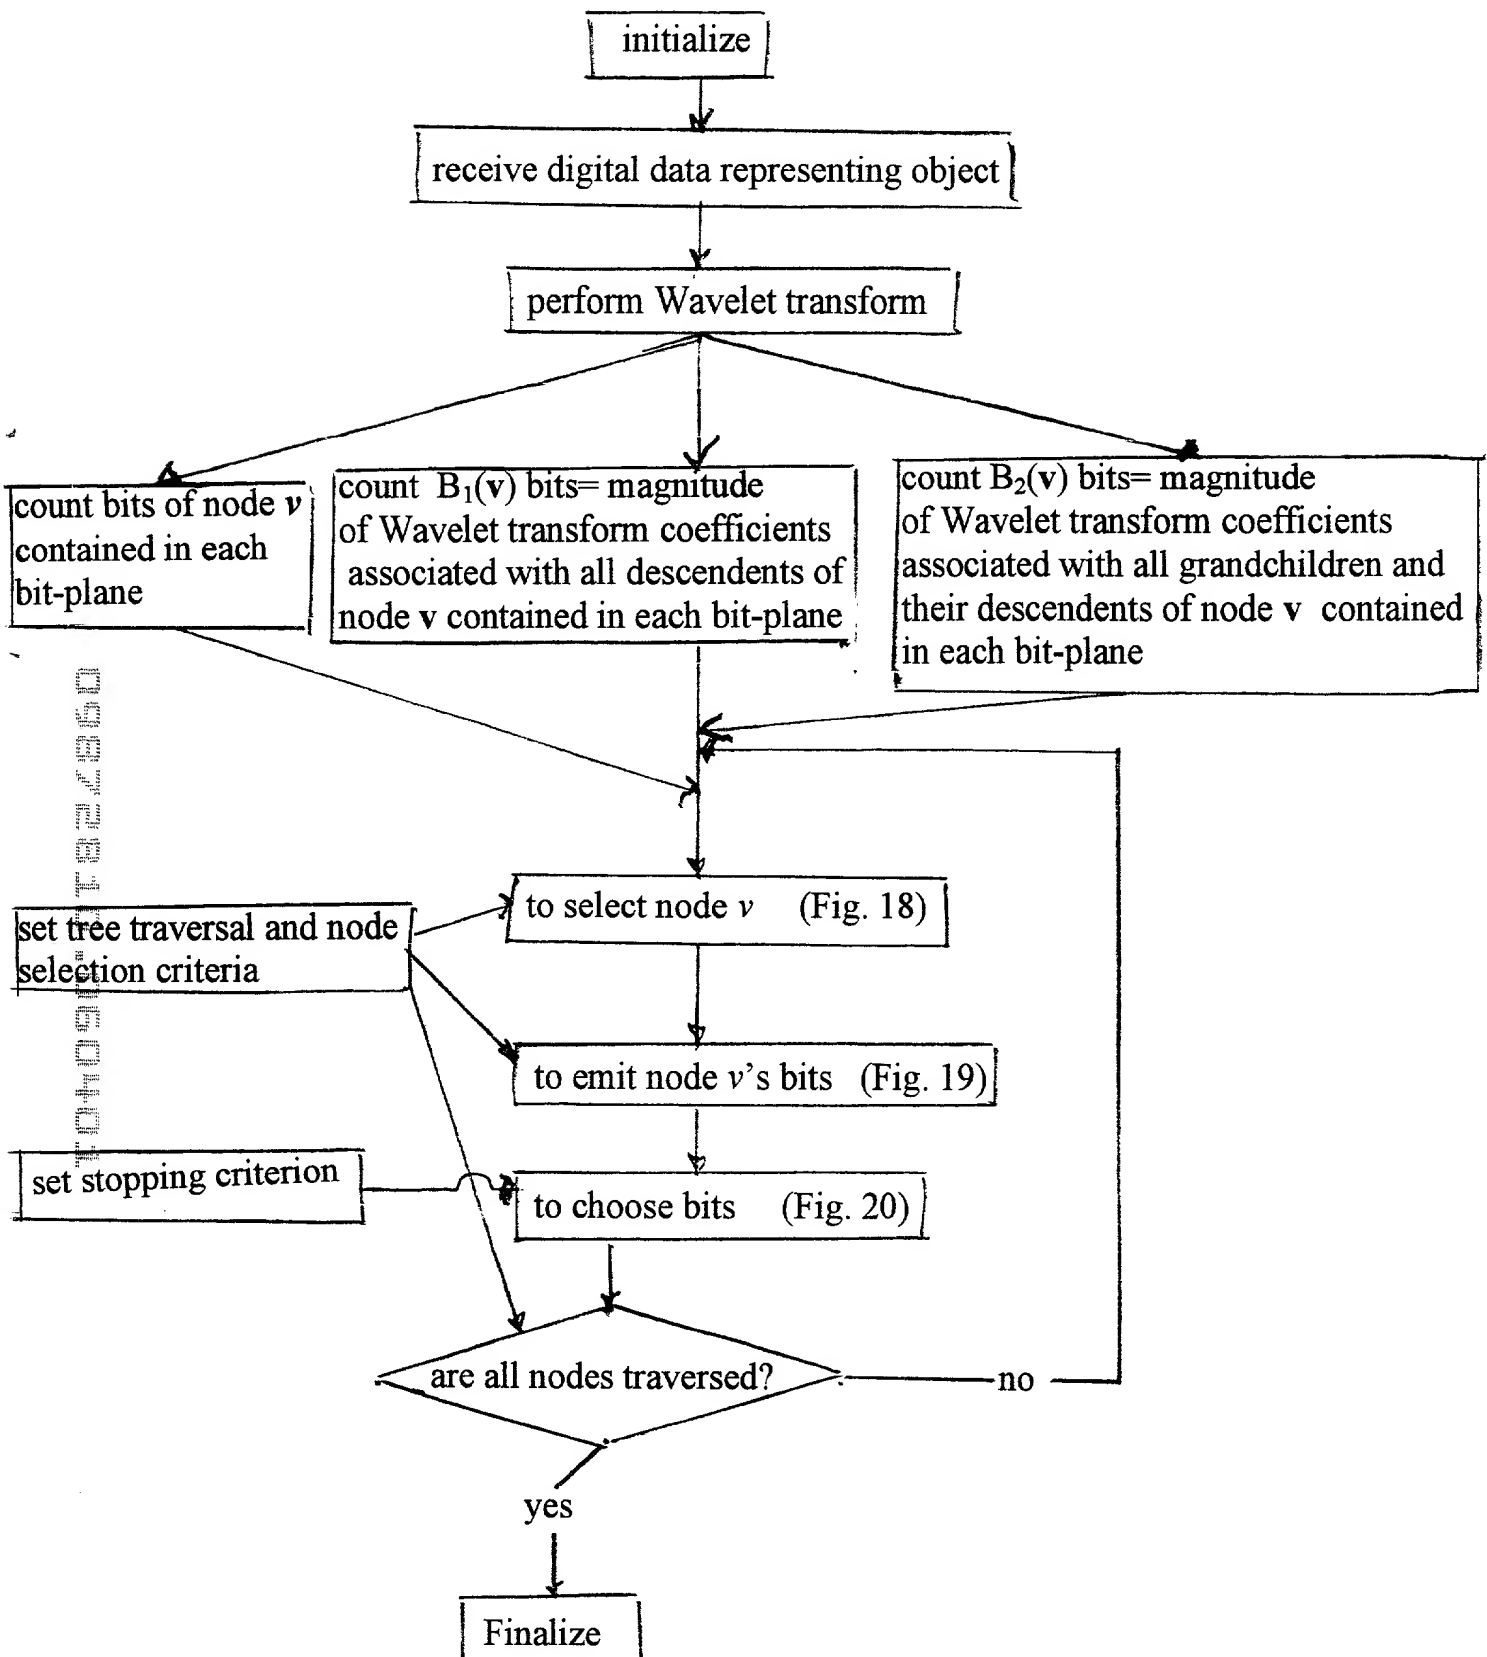 initialize
receive digital data representing object
perform Wavelet transform
count bits of node v
contained in each
bit-plane
count B₁(v) bits= magnitude
of Wavelet transform coefficients
associated with all descendents of
node v contained in each bit-plane
count B₂(v) bits= magnitude
of Wavelet transform coefficients
associated with all grandchildren and
their descendents of node v contained
in each bit-plane
to select node v (Fig. 18)
set tree traversal and node
selection criteria
to emit node v's bits (Fig. 19)
set stopping criterion
to choose bits (Fig. 20)
are all nodes traversed?
no
yes
Finalize